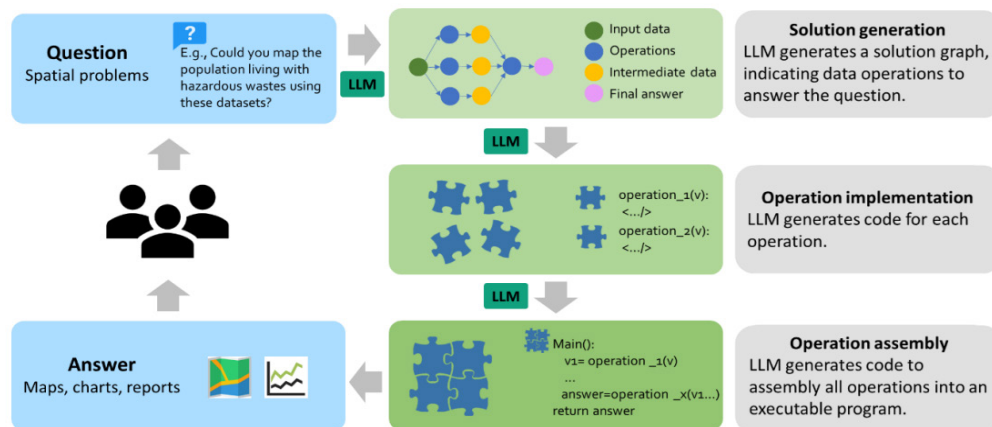 Question
Spatial problems
?
E.g., Could you map the
population living with
hazardous wastes using
these datasets?
LLM
Input data
Operations
Intermediate data
Final answer
Solution generation
LLM generates a solution graph,
indicating data operations to
answer the question.
LLM
operation_1(v):
<.../>
operation_2(v):
<.../>
Operation implementation
LLM generates code for each
operation.
LLM
Answer
Maps, charts, reports
Main():
v1= operation _1(v)
...
answer=operation _x(v1...)
return answer
Operation assembly
LLM generates code to
assembly all operations into an
executable program.